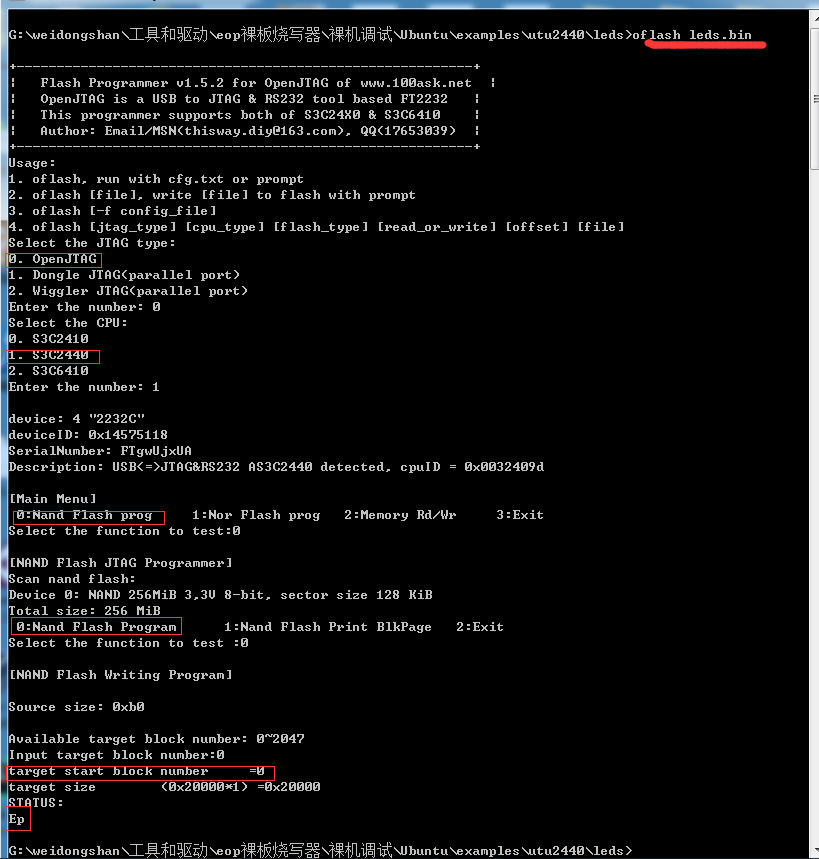 G:\weidongshan\工具和驱动\eop裸板烧写器\裸机调试\Ubuntu\examples\utu2440\leds>oflash leds.bin
+---------------------------------------------------------+
|   Flash Programmer v1.5.2 for OpenJTAG of www.100ask.net   |
|   OpenJTAG is a USB to JTAG & RS232 tool based FT2232   |
|   This programmer supports both of S3C24X0 & S3C6410   |
|   Author: Email/MSN(thisway.diy@163.com), QQ(17653039)   |
+---------------------------------------------------------+
Usage:
1. oflash, run with cfg.txt or prompt
2. oflash [file], write [file] to flash with prompt
3. oflash [-f config_file]
4. oflash [jtag_type] [cpu_type] [flash_type] [read_or_write] [offset] [file]
Select the JTAG type:
0. OpenJTAG
1. Dongle JTAG(parallel port)
2. Wiggler JTAG(parallel port)
Enter the number: 0
Select the CPU:
0. S3C2410
1. S3C2440
2. S3C6410
Enter the number: 1
device: 4 "2232C"
deviceID: 0x14575118
SerialNumber: FTgwUjxUA
Description: USB<=>JTAG&RS232 AS3C2440 detected, cpuID = 0x0032409d
[Main Menu]
0:Nand Flash prog     1:Nor Flash prog   2:Memory Rd/Wr     3:Exit
Select the function to test:0
[NAND Flash JTAG Programmer]
Scan nand flash:
Device 0: NAND 256MiB 3,3V 8-bit, sector size 128 KiB
Total size: 256 MiB
0:Nand Flash Program      1:Nand Flash Print BlkPage   2:Exit
Select the function to test :0
[NAND Flash Writing Program]
Source size: 0xb0
Available target block number: 0~2047
Input target block number:0
target start block number     =0
target size        (0x20000*1) =0x20000
STATUS:
Ep
G:\weidongshan\工具和驱动\eop裸板烧写器\裸机调试\Ubuntu\examples\utu2440\leds>